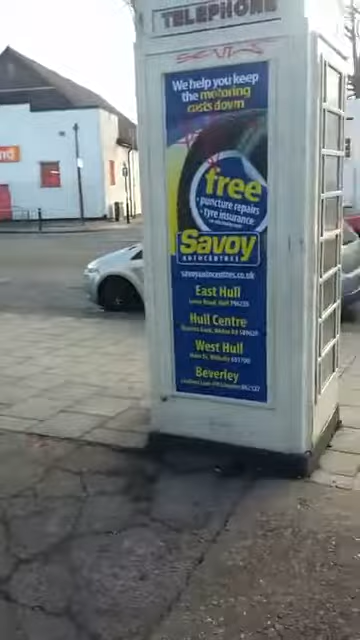 TELEPHONE
We help you keep
the motoring
costs down
free
• puncture repairs
• tyre insurance
Savoy
AUTOCENTRES
savoyautocentres.co.uk
East Hull
Hull Centre
West Hull
Beverley